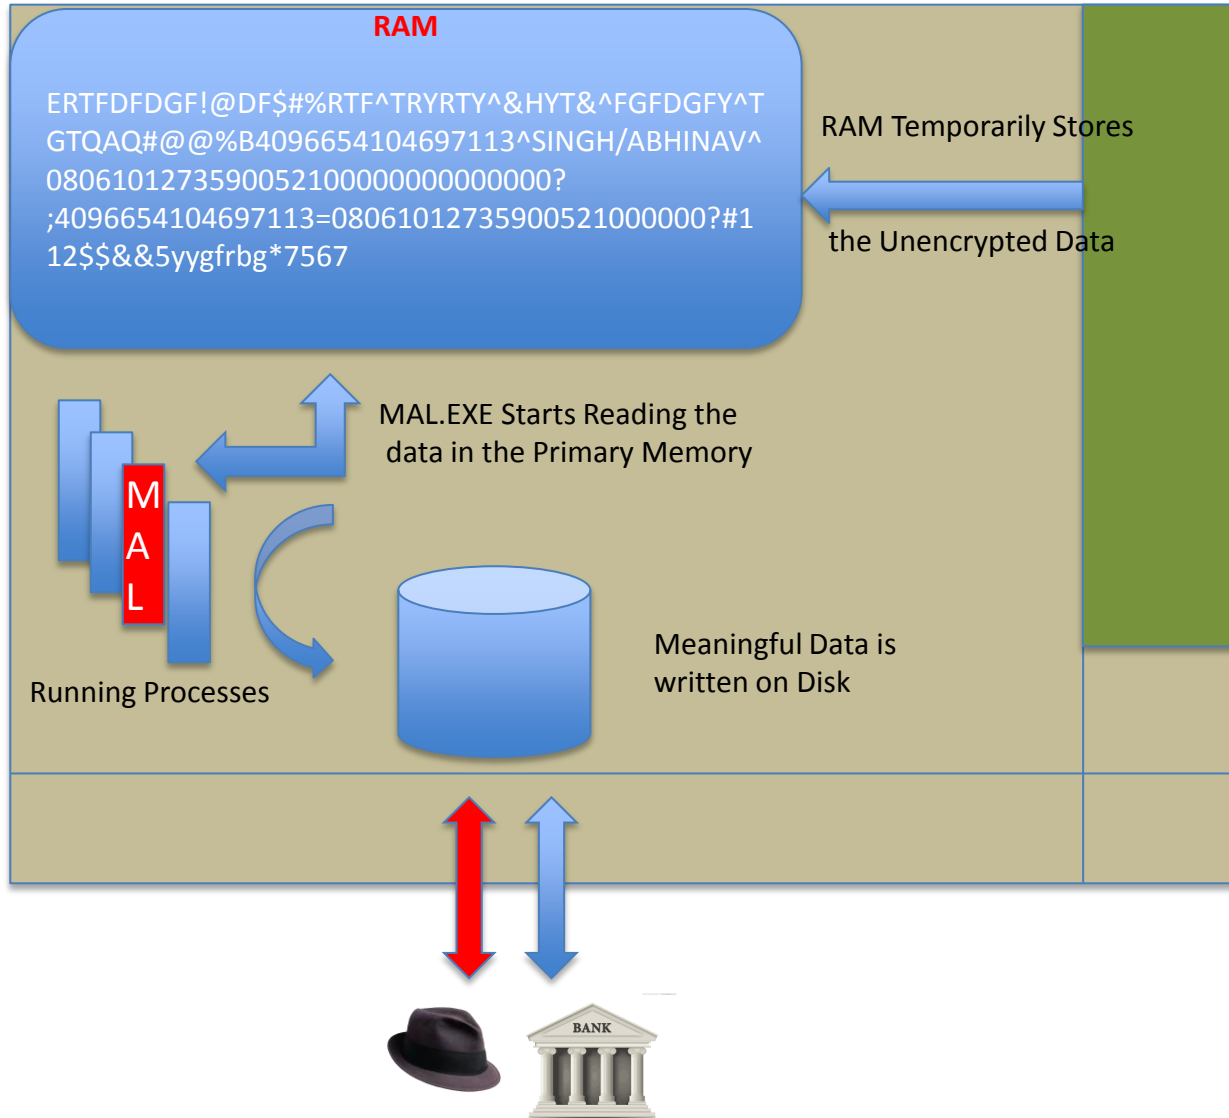 RAM
ERTFDFDGF!@DF$#%RTF^TRYRTY^&HYT&^FGFDGFY^T
GTQAQ#@@%B4096654104697113^SINGH/ABHINAV^
08061012735900521000000000000000?
;4096654104697113=08061012735900521000000?#1
12$$&&5yygfrbg*7567
RAM Temporarily Stores
the Unencrypted Data
MAL.EXE Starts Reading the
data in the Primary Memory
M
A
L
Running Processes
Meaningful Data is
written on Disk
BANK